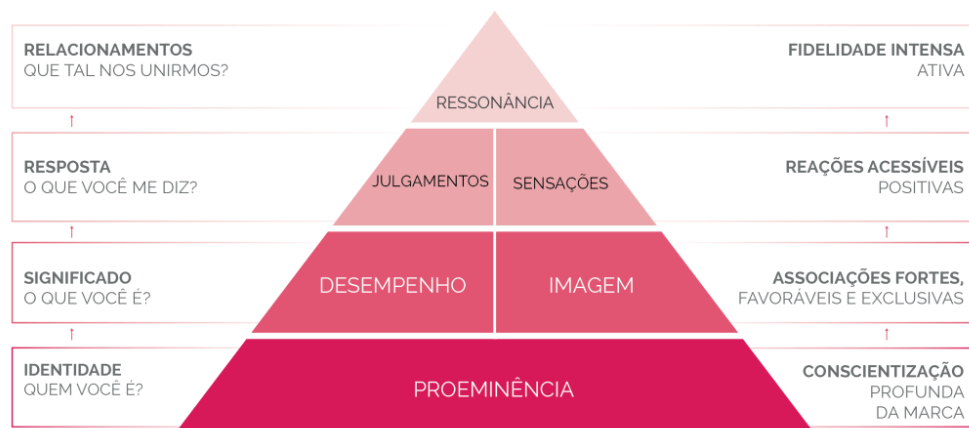 RELACIONAMENTOS
QUE TAL NOS UNIRMOS?
FIDELIDADE INTENSA
ATIVA
RESSONÂNCIA
RESPOSTA
O QUE VOCÊ ME DIZ?
JULGAMENTOS
SENSAÇÕES
REAÇÕES ACESSÍVEIS
POSITIVAS
SIGNIFICADO
O QUE VOCÊ É?
DESEMPENHO
IMAGEM
ASSOCIAÇÕES FORTES,
FAVORÁVEIS E EXCLUSIVAS
IDENTIDADE
QUEM VOCÊ É?
PROEMINÊNCIA
CONSCIENTIZAÇÃO
PROFUNDA
DA MARCA